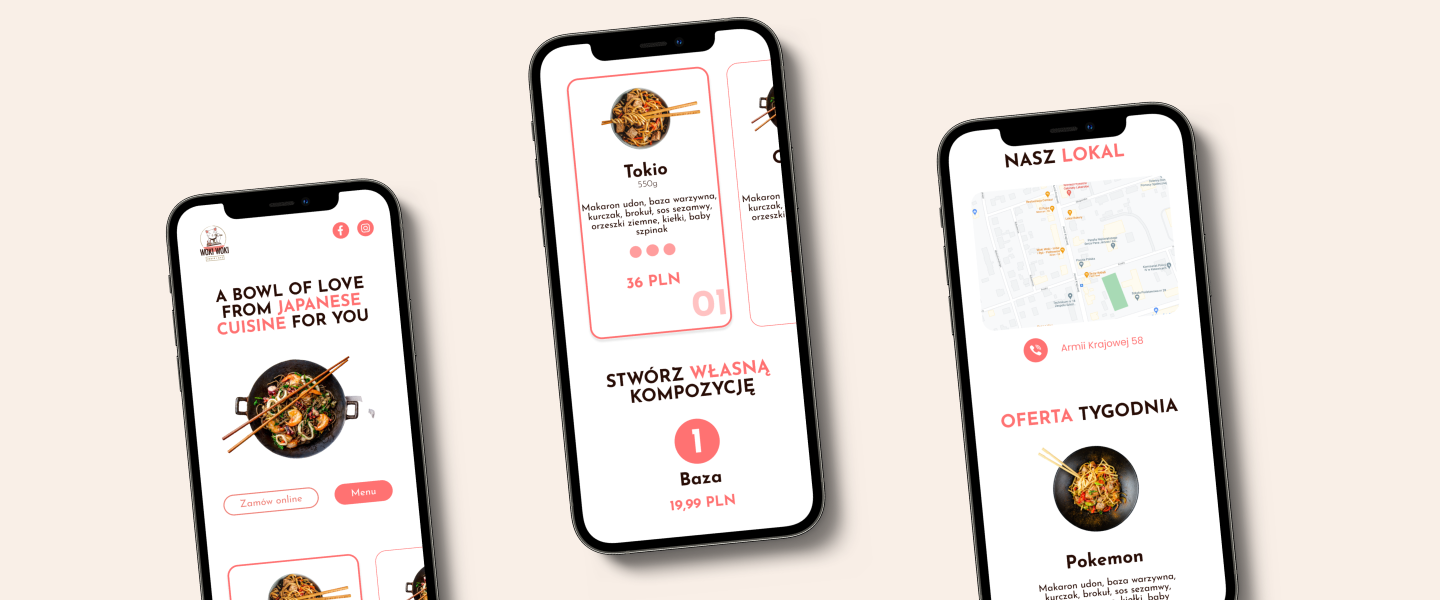 WOKI WOKI
A BOWL OF LOVE
FROM JAPANESE
CUISINE FOR YOU
Zamów online
Menu
Tokio
550g
Makaron udon, baza warzywna,
kurczak, brokuł, sos sezamwy,
orzeszki ziemne, kiełki, baby
szpinak
36 PLN
01
Makaron
kurczak
orzeszki
STWÓRZ WŁASNĄ
KOMPOZYCJĘ
1
Baza
19,99 PLN
NASZ LOKAL
Armii Krajowej 58
OFERTA TYGODNIA
Pokemon
Makaron udon, baza warzywna,
kurczak, brokuł, sos sezamwy,
orzeszki ziemne, kiełki, baby